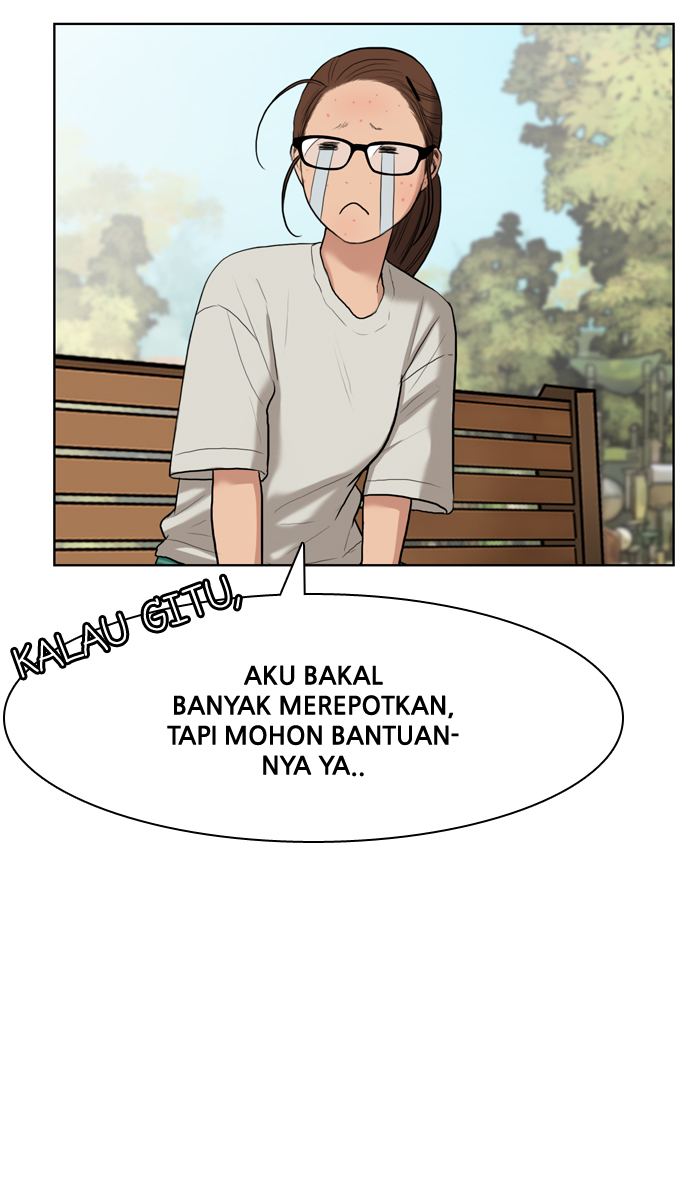 KALAU GITU,
AKU BAKAL
BANYAK MEREPOTKAN,
TAPI MOHON BANTUAN-
NYA YA..